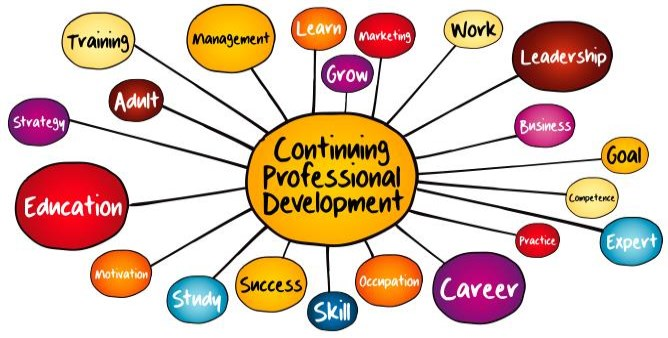 Training
Management
Learn
Marketing
Work
Leadership
Grow
Adult
Strategy
Business
Continuing
Professional
Development
Goal
Education
Competence
Practice
Expert
Motivation
Study
Success
Skill
Occupation
Career